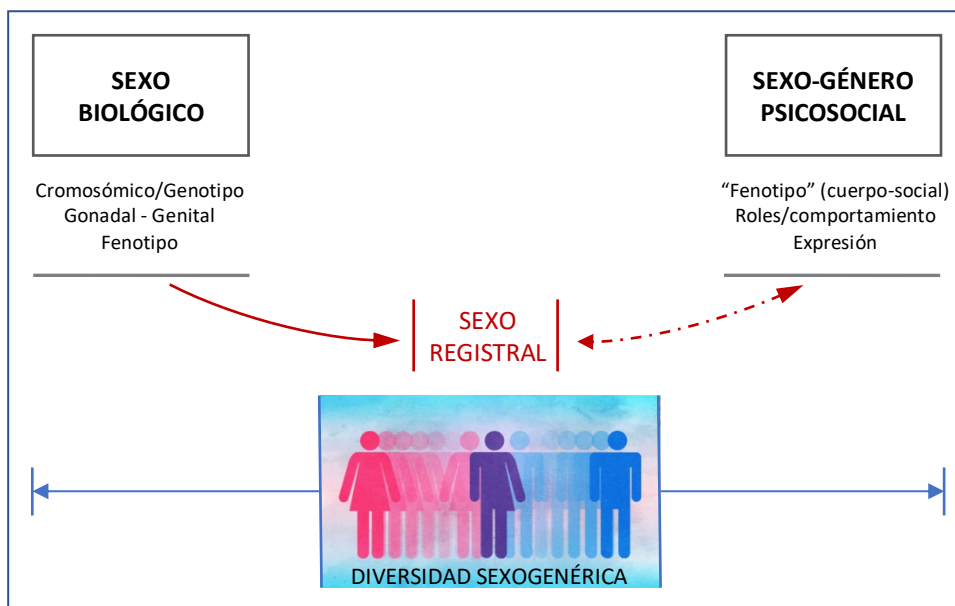 SEXO
BIOLÓGICO
Cromosómico/Genotipo
Gonadal - Genital
Fenotipo
SEXO-GÉNERO
PSICOSOCIAL
“Fenotipo” (cuerpo-social)
Roles/comportamiento
Expresión
SEXO
REGISTRAL
DIVERSIDAD SEXOGENÉRICA